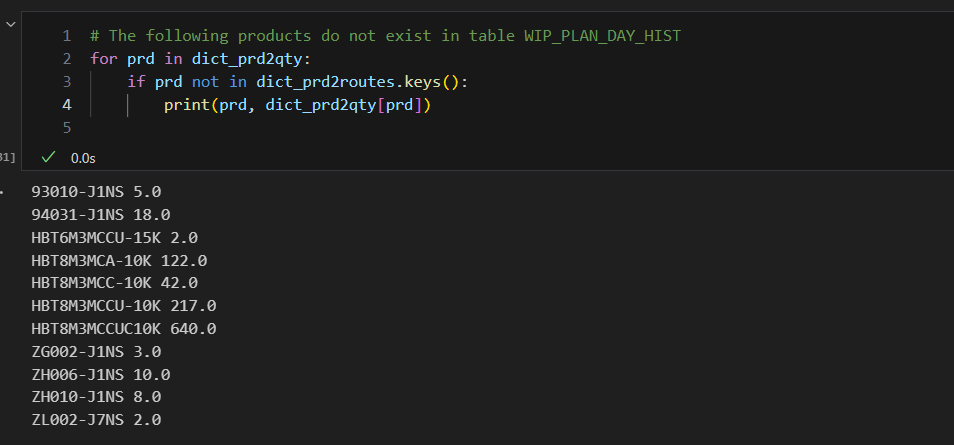 1 # The following products do not exist in table WIP_PLAN_DAY_HIST
2 for prd in dict_prd2qty:
3 if prd not in dict_prd2routes.keys():
4 print(prd, dict_prd2qty[prd])
5
31] 0.0s
93010-J1NS 5.0
94031-J1NS 18.0
HBT6M3MCCU-15K 2.0
HBT8M3MCA-10K 122.0
HBT8M3MCC-10K 42.0
HBT8M3MCCU-10K 217.0
HBT8M3MCCUC10K 640.0
ZG002-J1NS 3.0
ZH006-J1NS 10.0
ZH010-J1NS 8.0
ZL002-J7NS 2.0